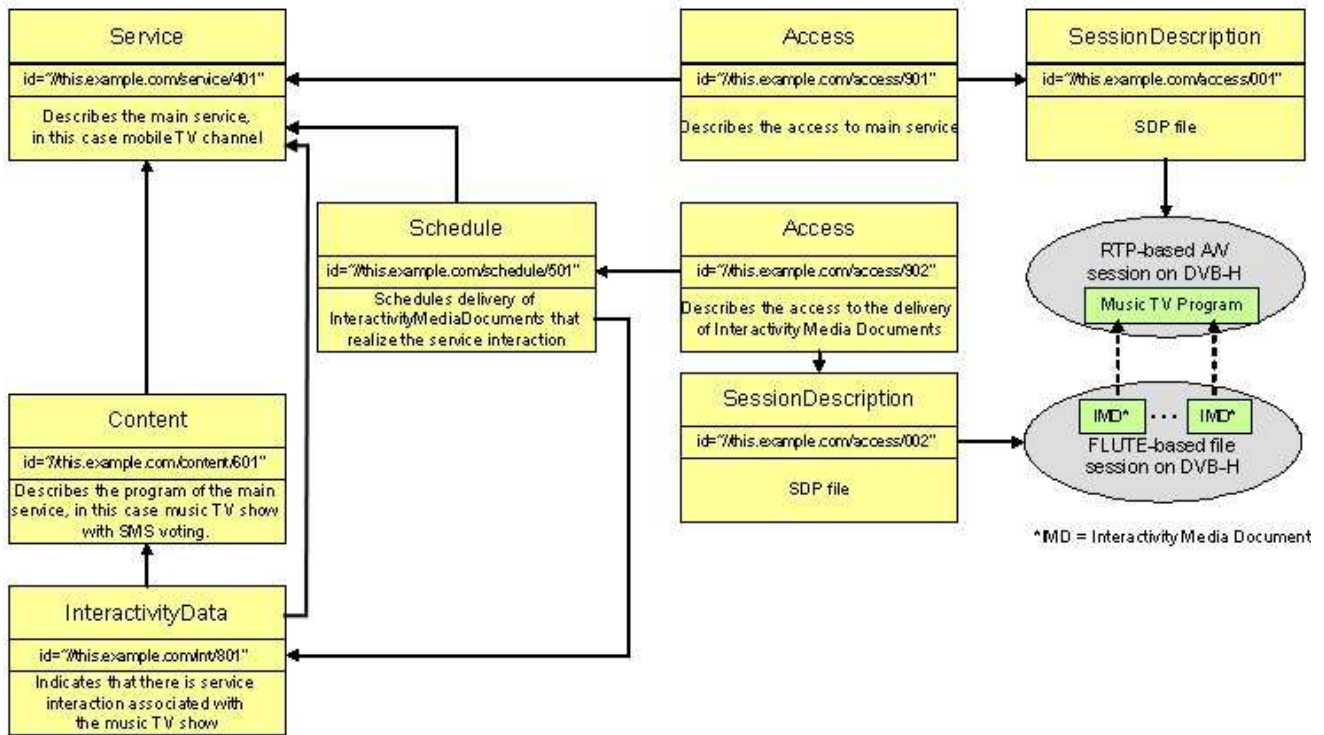 Service
id="//this.example.com/service/401"
Describes the main service,
in this case mobile TV channel
Access
id="//this.example.com/access/901"
Describes the access to main service
SessionDescription
id="//this.example.com/access/001"
SDP file
Schedule
id="//this.example.com/schedule/501"
Schedules delivery of
InteractivityMediaDocuments that
realize the service interaction
Access
id="//this.example.com/access/902"
Describes the access to the delivery
of Interactivity Media Documents
RTP-based A/V
session on DVB-H
Music TV Program
SessionDescription
id="//this.example.com/access/002"
SDP file
IMD* ... IMD*
FLUTE-based file
session on DVB-H
*IMD = Interactivity Media Document
Content
id="//this.example.com/content/601"
Describes the program of the main
service, in this case music TV show
with SMS voting.
InteractivityData
id="//this.example.com/int/801"
Indicates that there is service
interaction associated with
the music TV show